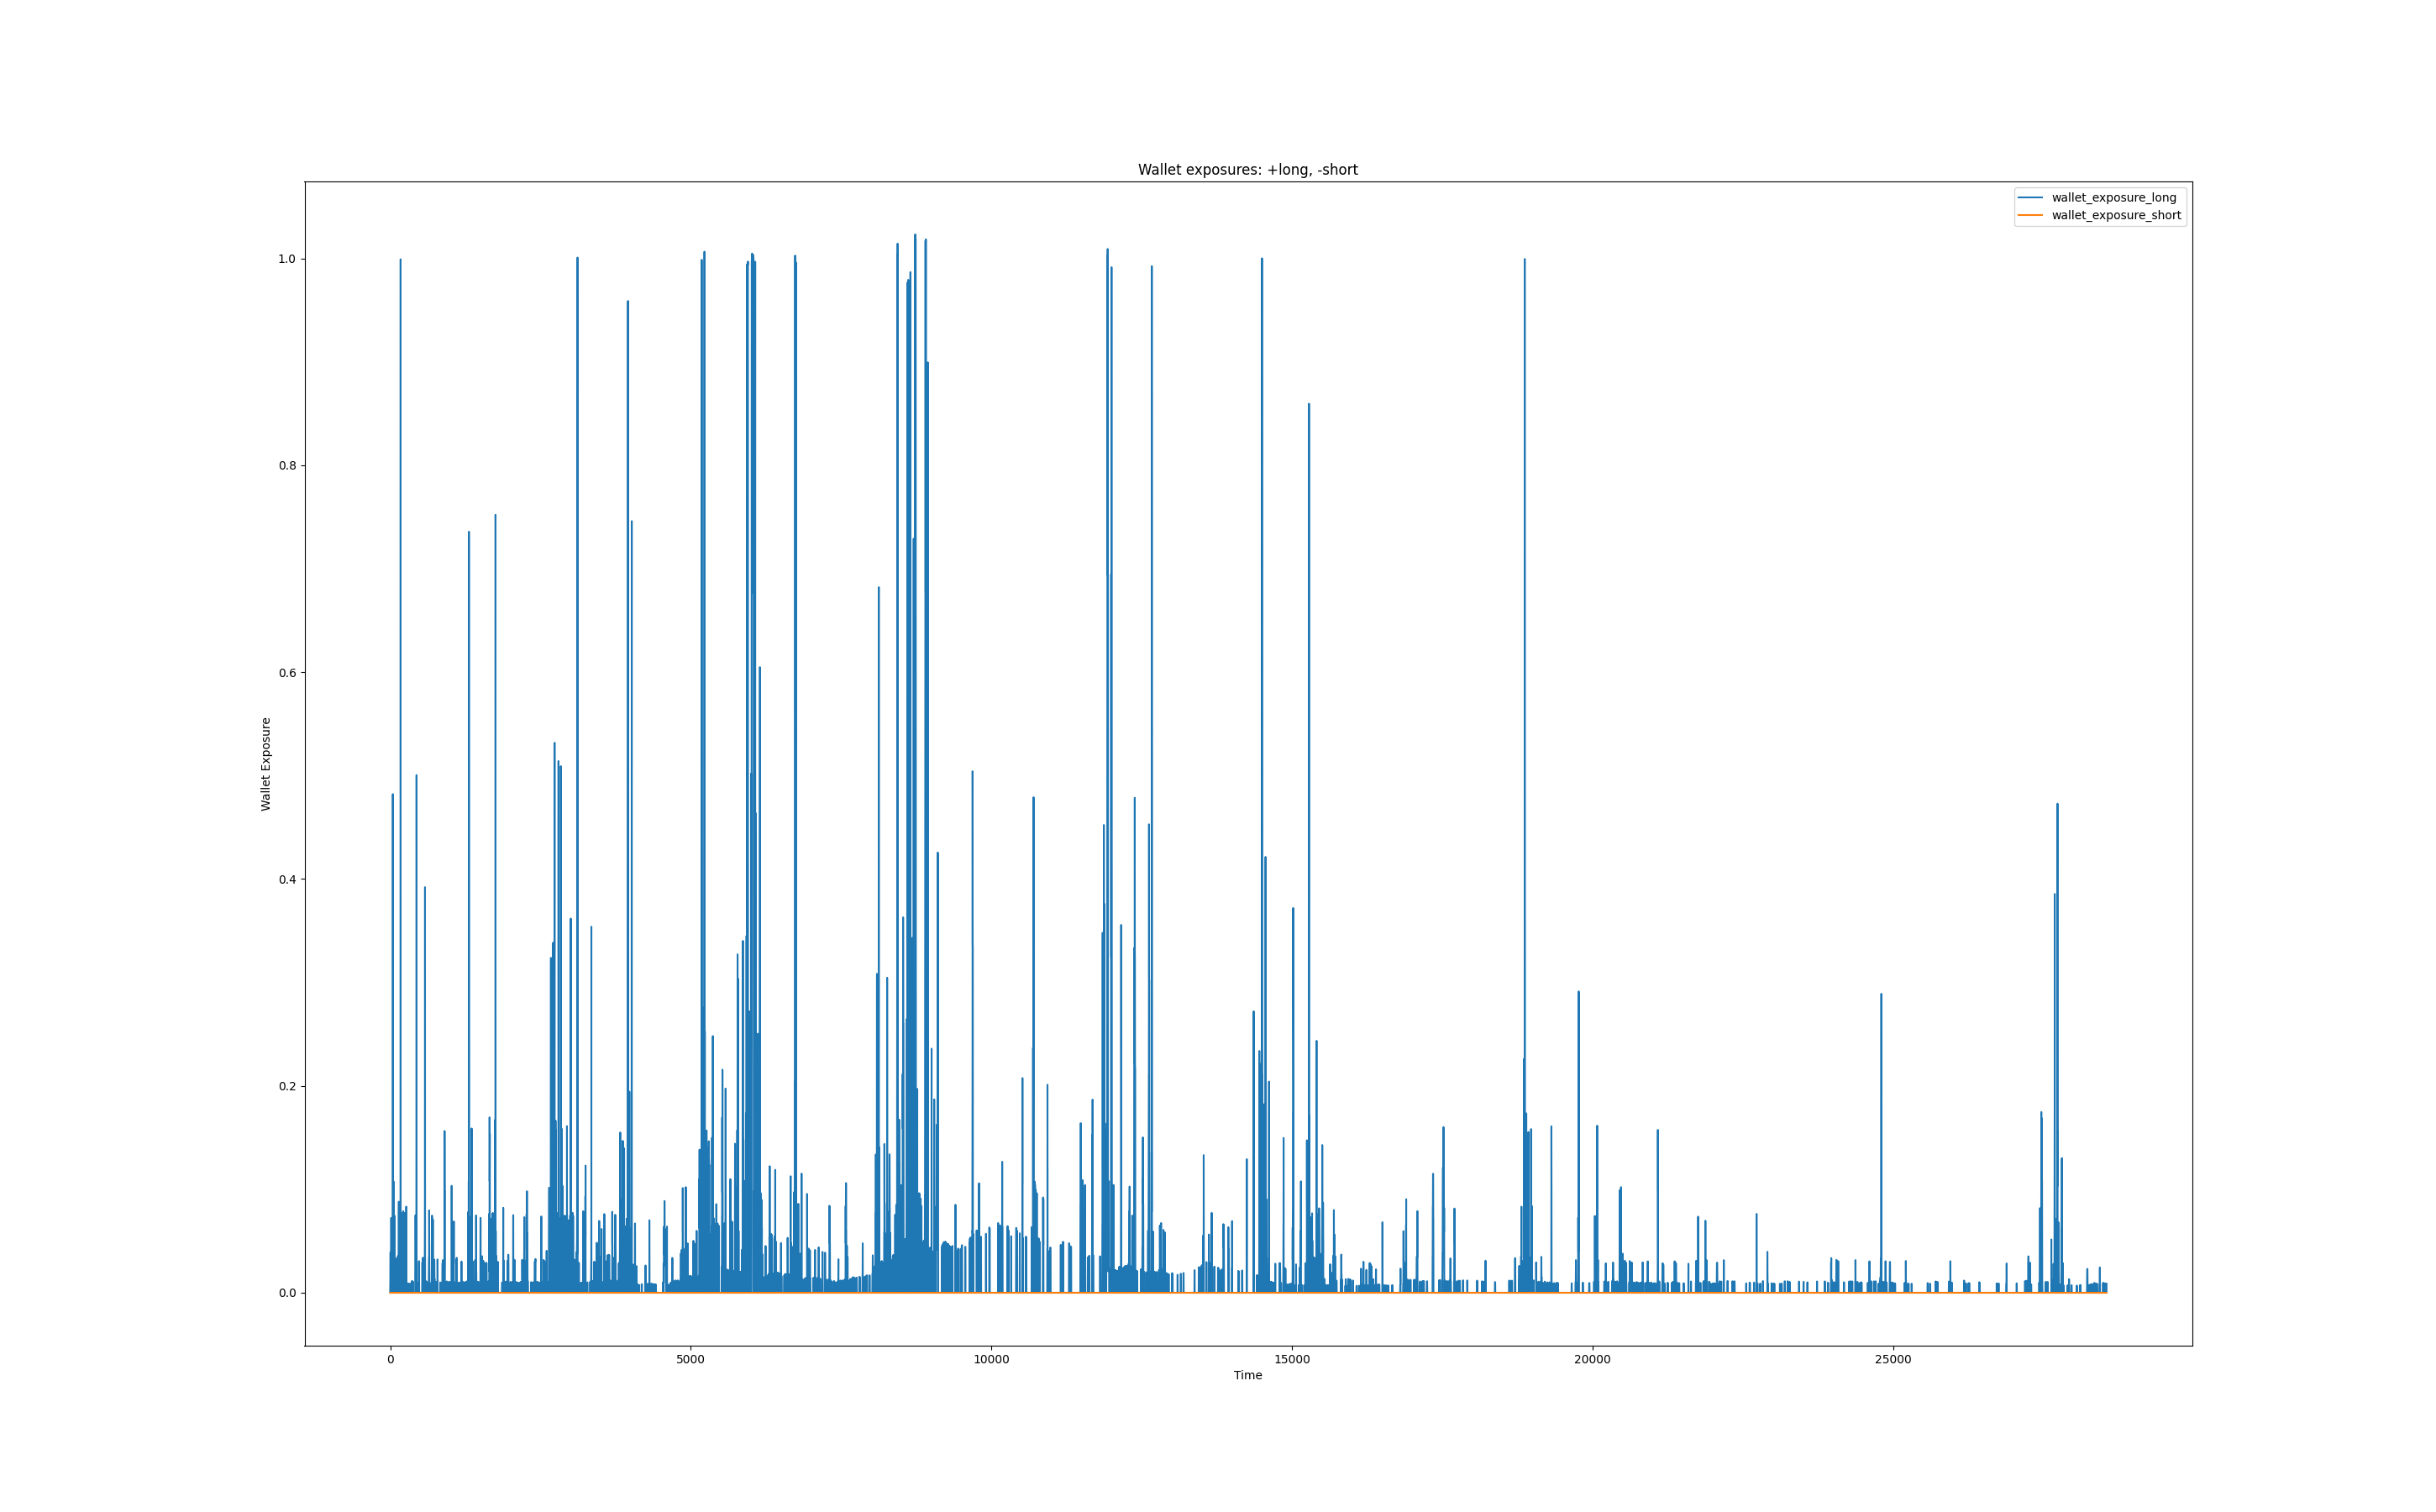 Wallet exposures: +long, -short
wallet_exposure_long
wallet_exposure_short
1.0
0.8
0.6
0.4
0.2
0.0
Wallet Exposure
0 5000 10000 15000 20000 25000
Time